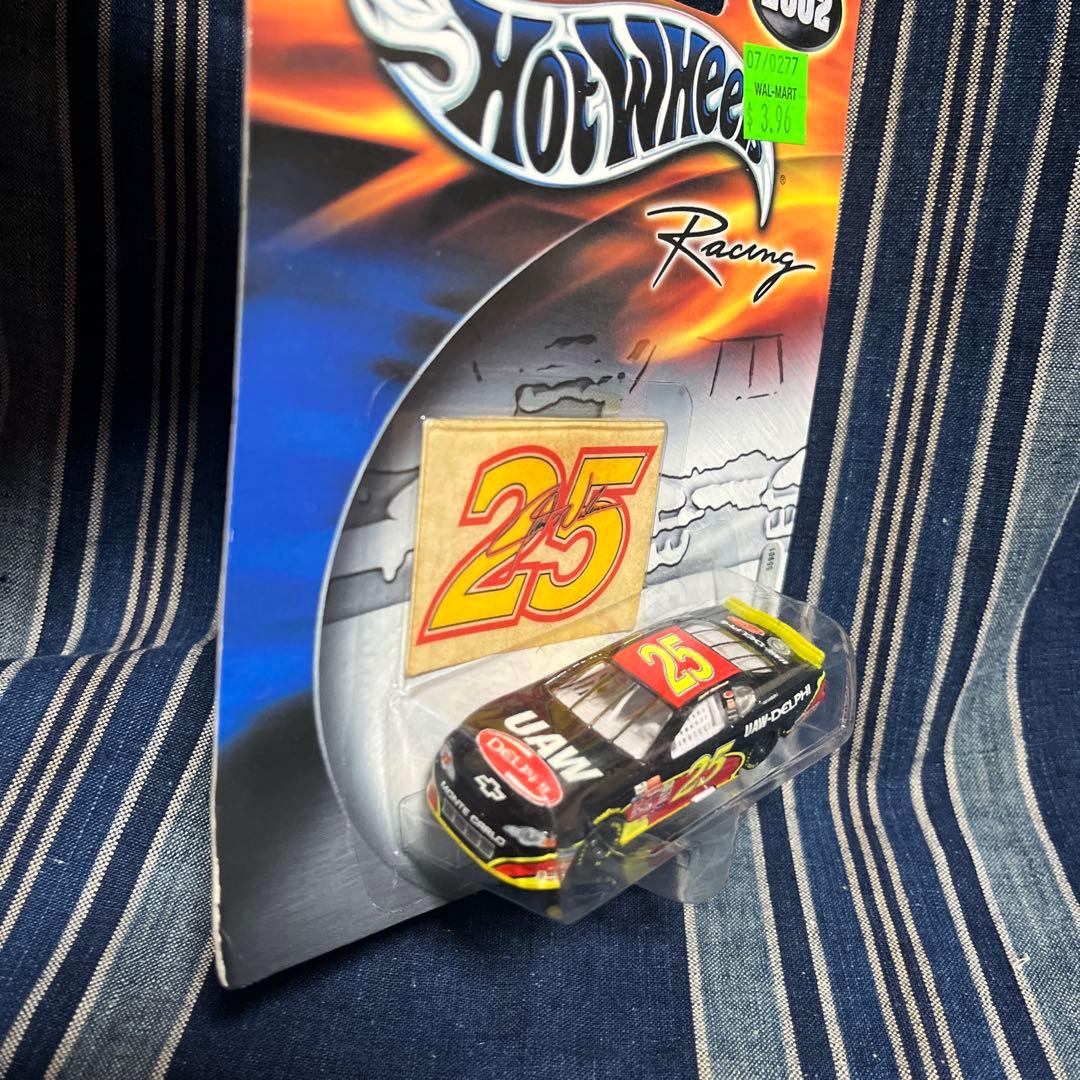 2002
Hot Wheels
®
07/0277
WAL-MART
$ 3.96
Racing
25
55901
25
UAW
DELPHI
MONTE CARLO
UAW-DELPHI
25